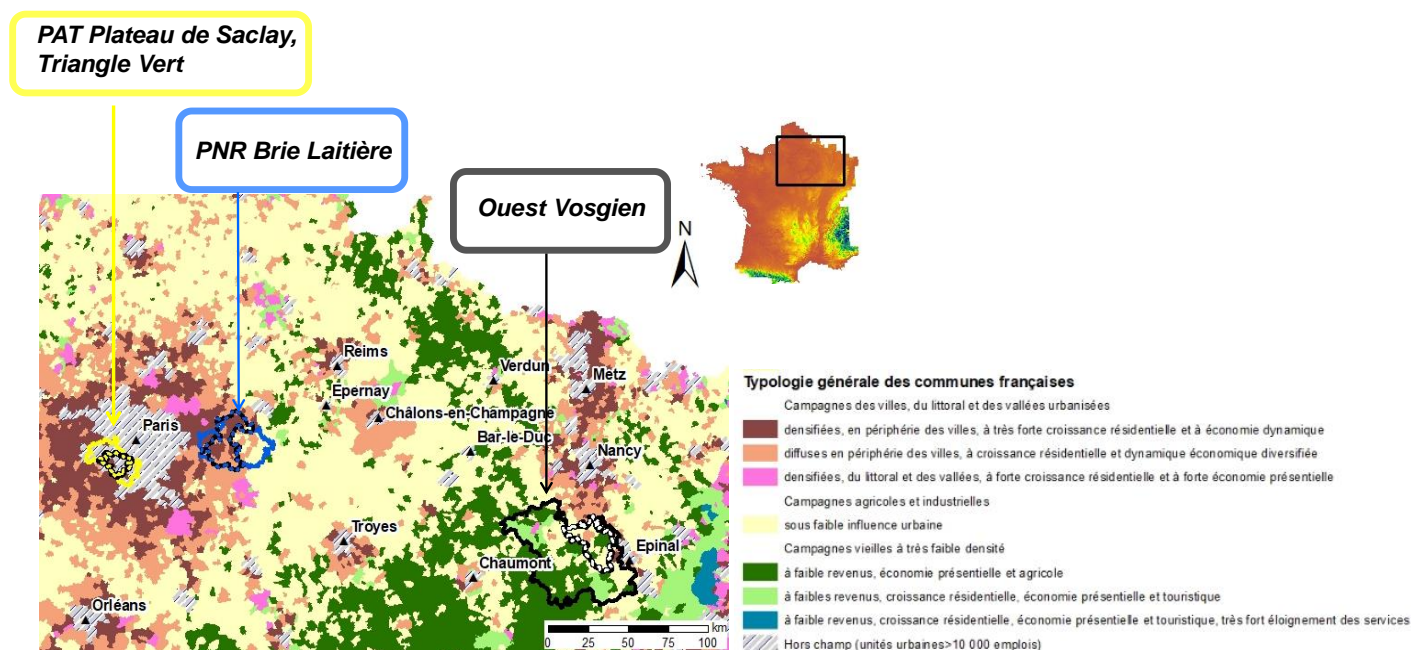 PAT Plateau de Saclay,
Triangle Vert
PNR Brie Laitière
Ouest Vosgien
N
Reims
Verdun
Metz
Epernay
Châlons-en-Champagne
Paris
Bar-le-Duc
Nancy
Troyes
Epinal
Chaumont
Orléans
km
0 25 50 75 100
Typologie générale des communes françaises
Campagnes des villes, du littoral et des vallées urbanisées
densifiées, en périphérie des villes, à très forte croissance résidentielle et à économie dynamique
diffuses en périphérie des villes, à croissance résidentielle et dynamique économique diversifiée
densifiées, du littoral et des vallées, à forte croissance résidentielle et à forte économie présentielle
Campagnes agricoles et industrielles
sous faible influence urbaine
Campagnes vieilles à très faible densité
à faible revenus, économie présentielle et agricole
à faibles revenus, croissance résidentielle, économie présentielle et touristique
à faible revenus, croissance résidentielle, économie présentielle et touristique, très fort éloignement des services
Hors champ (unités urbaines>10 000 emplois)